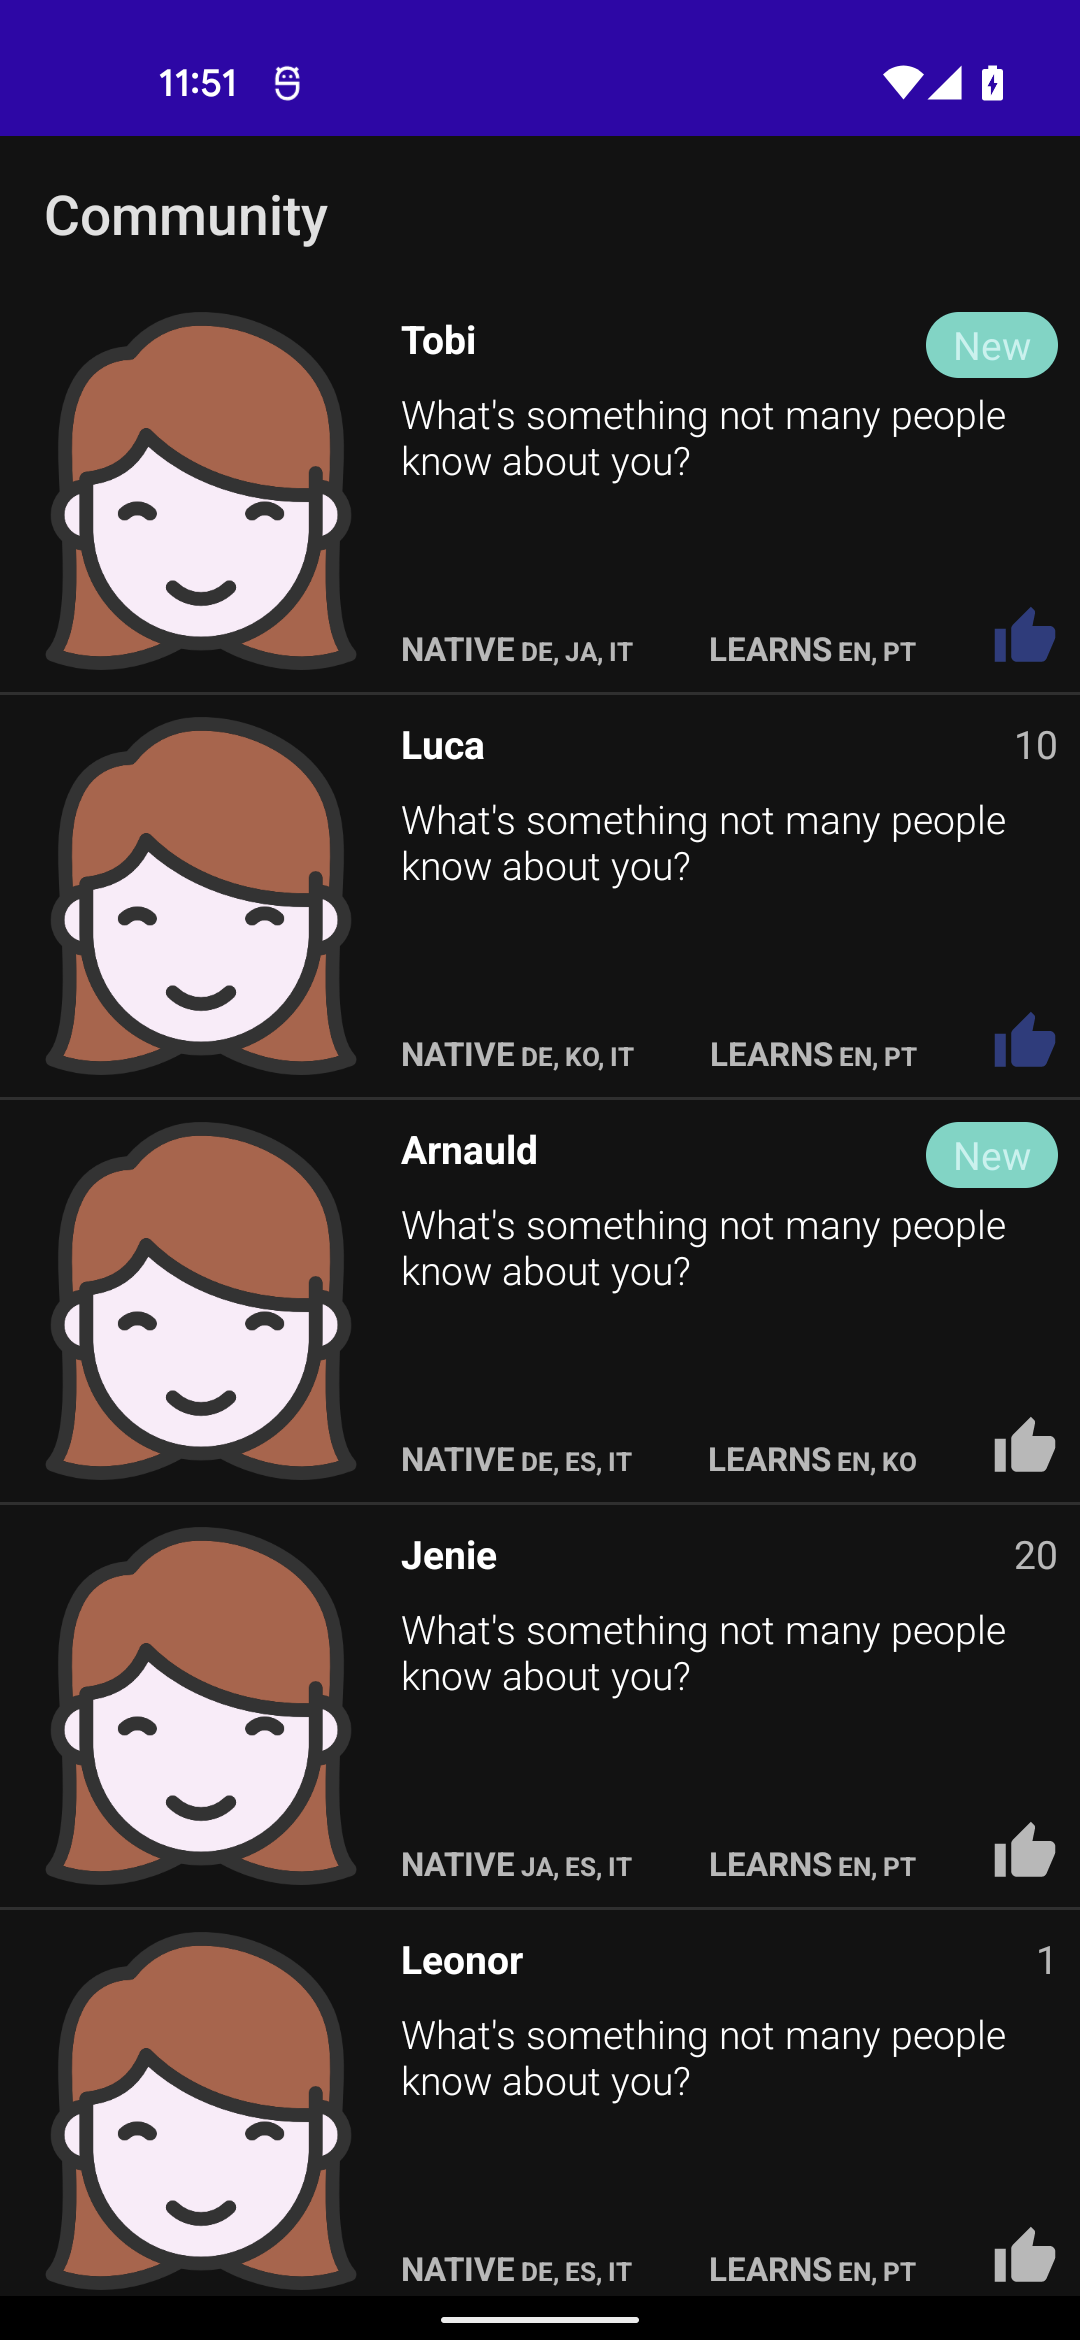 11:51
Community
Tobi
New
What's something not many people
know about you?
NATIVE DE, JA, IT
LEARNS EN, PT
Luca
10
What's something not many people
know about you?
NATIVE DE, KO, IT
LEARNS EN, PT
Arnauld
New
What's something not many people
know about you?
NATIVE DE, ES, IT
LEARNS EN, KO
Jenie
20
What's something not many people
know about you?
NATIVE JA, ES, IT
LEARNS EN, PT
Leonor
1
What's something not many people
know about you?
NATIVE DE, ES, IT
LEARNS EN, PT